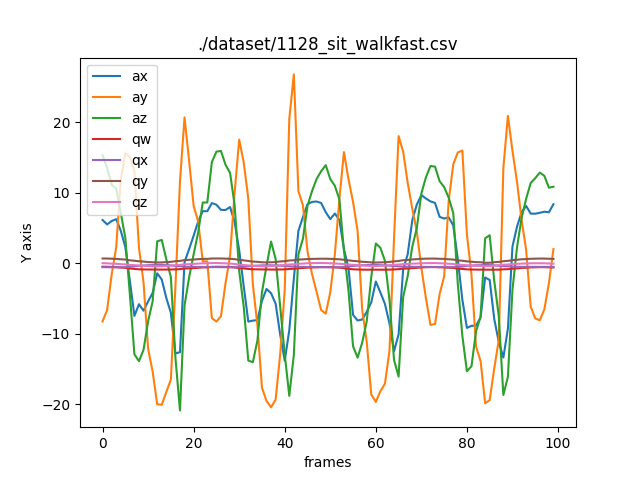 ./dataset/1128_sit_walkfast.csv
ax
ay
az
qw
qx
qy
qz
20
10
0
−10
−20
Y axis
0
20
40
60
80
100
frames